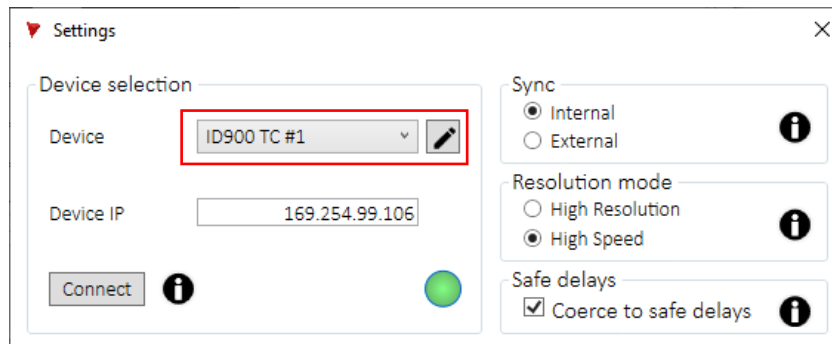 Settings
Device selection
Device
ID900 TC #1
Device IP
169.254.99.106
Connect
Sync
Internal
External
Resolution mode
High Resolution
High Speed
Safe delays
Coerce to safe delays